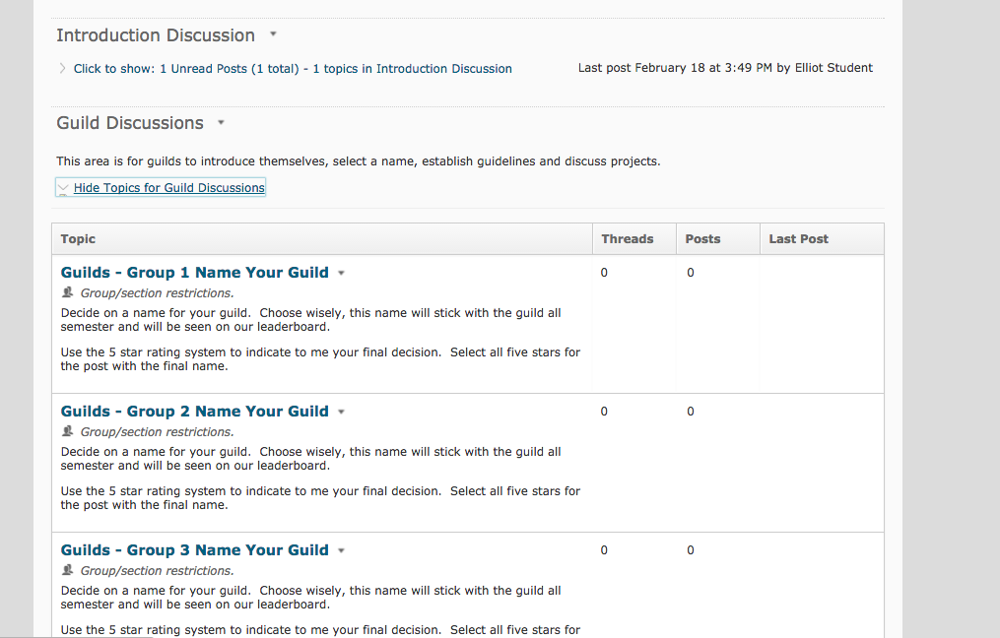 Introduction Discussion
Click to show: 1 Unread Posts (1 total) - 1 topics in Introduction Discussion
Last post February 18 at 3:49 PM by Elliot Student
Guild Discussions
This area is for guilds to introduce themselves, select a name, establish guidelines and discuss projects.
Hide Topics for Guild Discussions
Topic Threads Posts Last Post
Guilds - Group 1 Name Your Guild 0 0
Group/section restrictions.
Decide on a name for your guild.  Choose wisely, this name will stick with the guild all
semester and will be seen on our leaderboard.
Use the 5 star rating system to indicate to me your final decision.  Select all five stars for
the post with the final name.
Guilds - Group 2 Name Your Guild 0 0
Group/section restrictions.
Decide on a name for your guild.  Choose wisely, this name will stick with the guild all
semester and will be seen on our leaderboard.
Use the 5 star rating system to indicate to me your final decision.  Select all five stars for
the post with the final name.
Guilds - Group 3 Name Your Guild 0 0
Group/section restrictions.
Decide on a name for your guild.  Choose wisely, this name will stick with the guild all
semester and will be seen on our leaderboard.
Use the 5 star rating system to indicate to me your final decision.  Select all five stars for